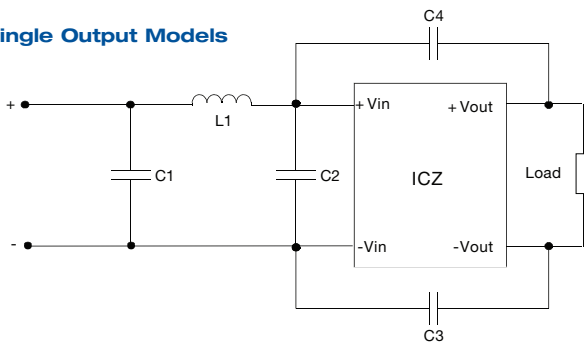 ingle Output Models
C4
+
+ Vin
+ Vout
L1
C1
C2
ICZ
Load
-
-Vin
-Vout
C3